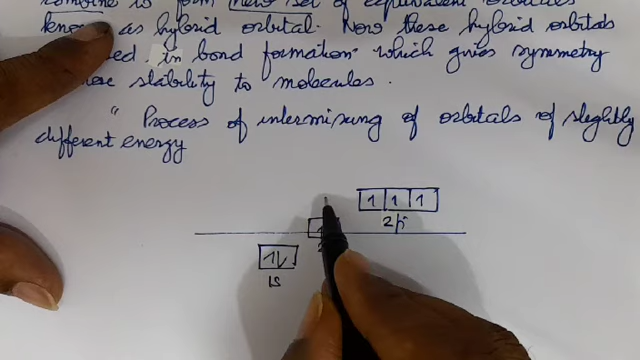 combine to form new set of equivalent orbitals
known as hybrid orbital. Now these hybrid orbitals
in bond formation which gives symmetry
stability to molecules.
" Process of intermixing of orbitals of slightly
different energy
1 1 1
2p
1s